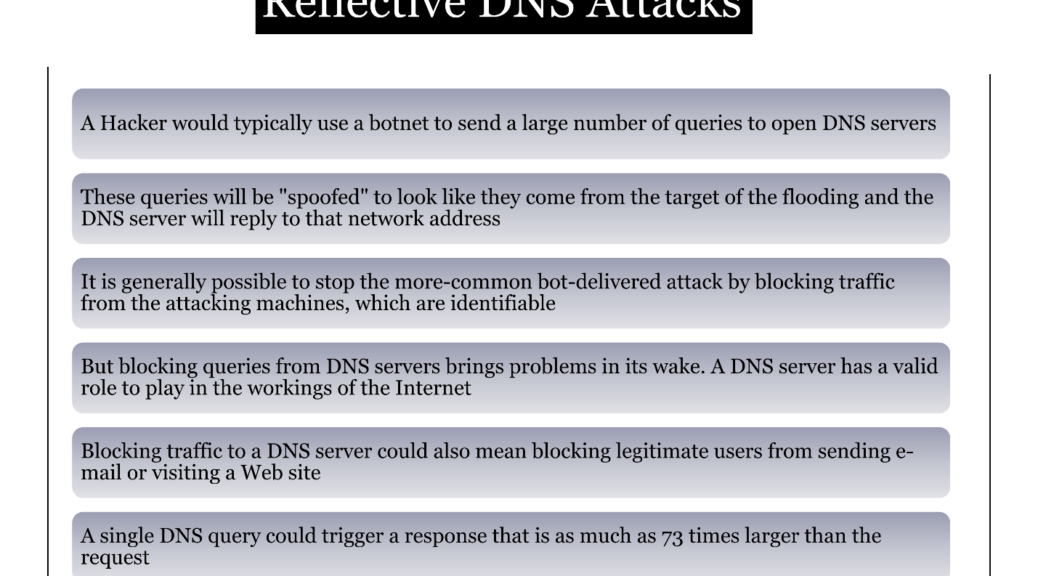 Reflective DNS Attacks
A Hacker would typically use a botnet to send a large number of queries to open DNS servers
These queries will be "spoofed" to look like they come from the target of the flooding and the
DNS server will reply to that network address
It is generally possible to stop the more-common bot-delivered attack by blocking traffic
from the attacking machines, which are identifiable
But blocking queries from DNS servers brings problems in its wake. A DNS server has a valid
role to play in the workings of the Internet
Blocking traffic to a DNS server could also mean blocking legitimate users from sending e-
mail or visiting a Web site
A single DNS query could trigger a response that is as much as 73 times larger than the
request